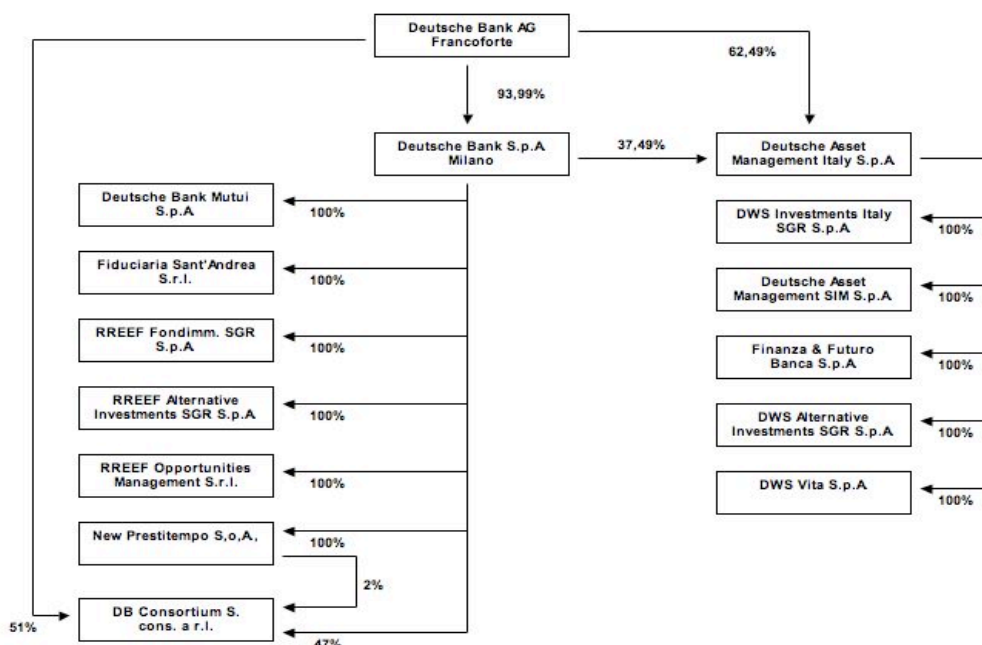 Deutsche Bank AG
Francoforte
62,49%
93,99%
Deutsche Bank S.p.A.
Milano
37,49%
Deutsche Asset
Management Italy S.p.A.
Deutsche Bank Mutui
S.p.A.
100%
DWS Investments Italy
SGR S.p.A.
100%
Fiduciaria Sant'Andrea
S.r.l.
100%
Deutsche Asset
Management SIM S.p.A.
100%
RREEF Fondimm. SGR
S.p.A.
100%
Finanza & Futuro
Banca S.p.A.
100%
RREEF Alternative
Investments SGR S.p.A.
100%
DWS Alternative
Investments SGR S.p.A.
100%
RREEF Opportunities
Management S.r.l.
100%
DWS Vita S.p.A.
100%
New Prestitempo S,o,A,,
100%
2%
DB Consortium S.
cons. a r.l.
51%
47%